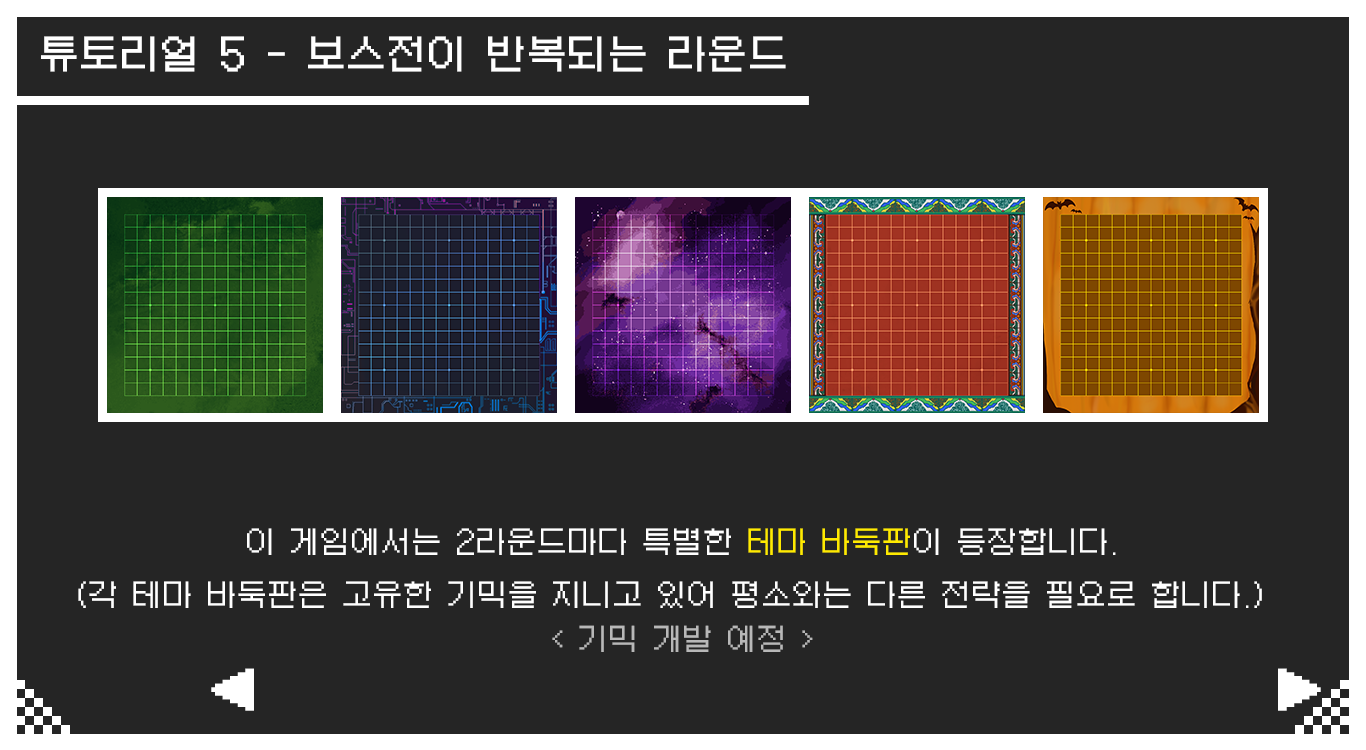 튜토리얼 5 - 보스전이 반복되는 라운드
이 게임에서는 2라운드마다 특별한 테마 바둑판이 등장합니다.
(각 테마 바둑판은 고유한 기믹을 지니고 있어 평소와는 다른 전략을 필요로 합니다.)
< 기믹 개발 예정 >